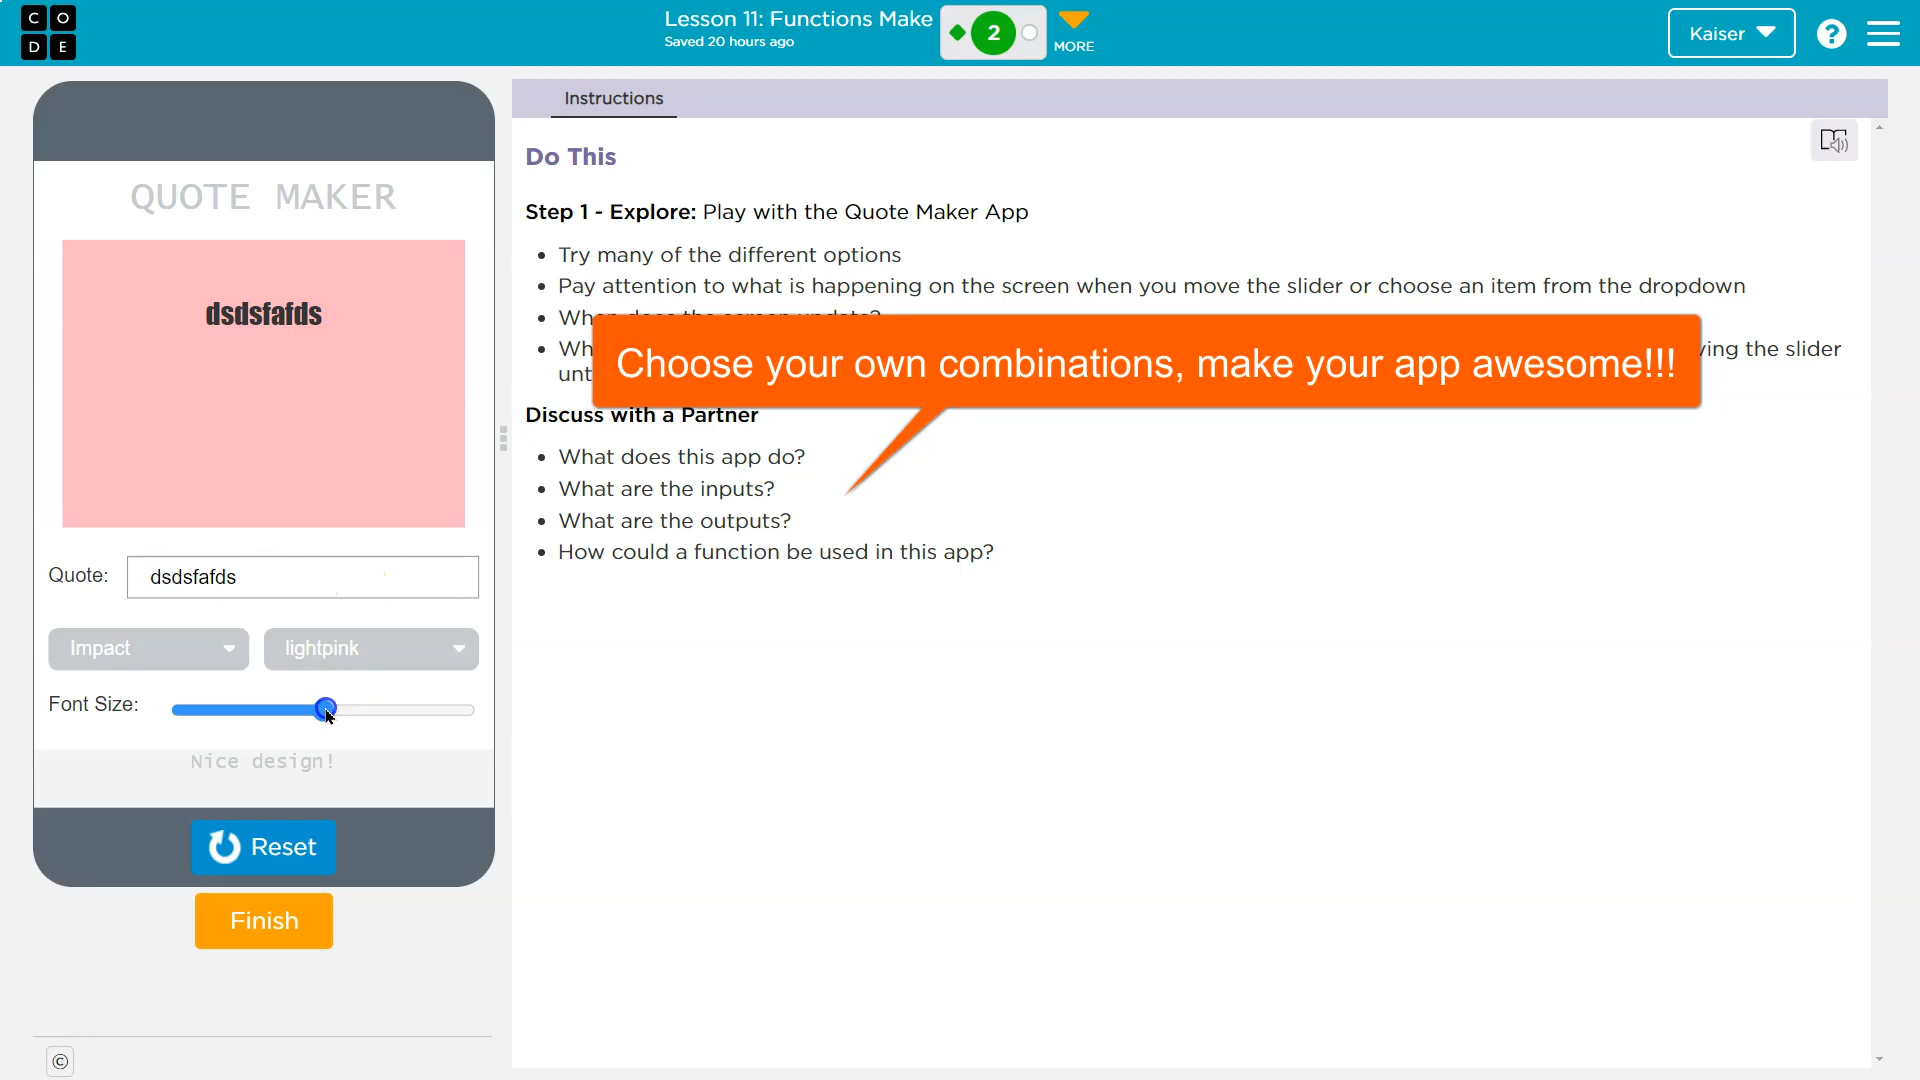 C O
D E
Lesson 11: Functions Make
Saved 20 hours ago
2
MORE
Kaiser
?
Instructions
QUOTE MAKER
dsdsfafds
Quote: dsdsfafds
Impact lightpink
Font Size:
Nice design!
Reset
Finish
©
Do This
Step 1 - Explore: Play with the Quote Maker App
Try many of the different options
Pay attention to what is happening on the screen when you move the slider or choose an item from the dropdown
When does the screen update?
Wh
ving the slider
unt
Choose your own combinations, make your app awesome!!!
Discuss with a Partner
What does this app do?
What are the inputs?
What are the outputs?
How could a function be used in this app?